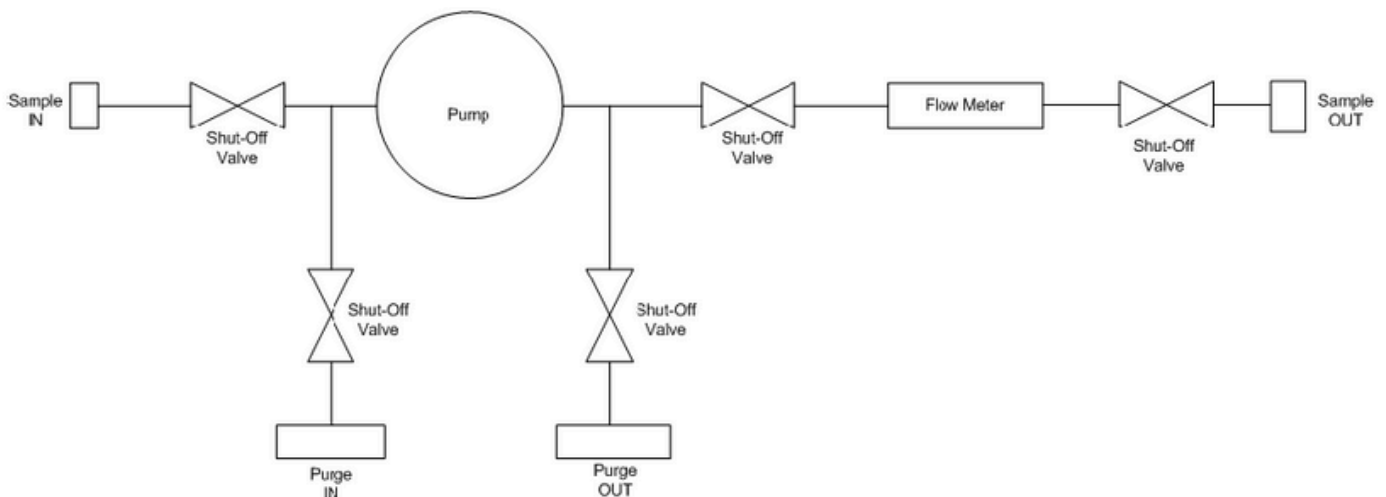 Sample
IN
Shut-Off
Valve
Pump
Shut-Off
Valve
Flow Meter
Shut-Off
Valve
Sample
OUT
Shut-Off
Valve
Shut-Off
Valve
Purge
IN
Purge
OUT